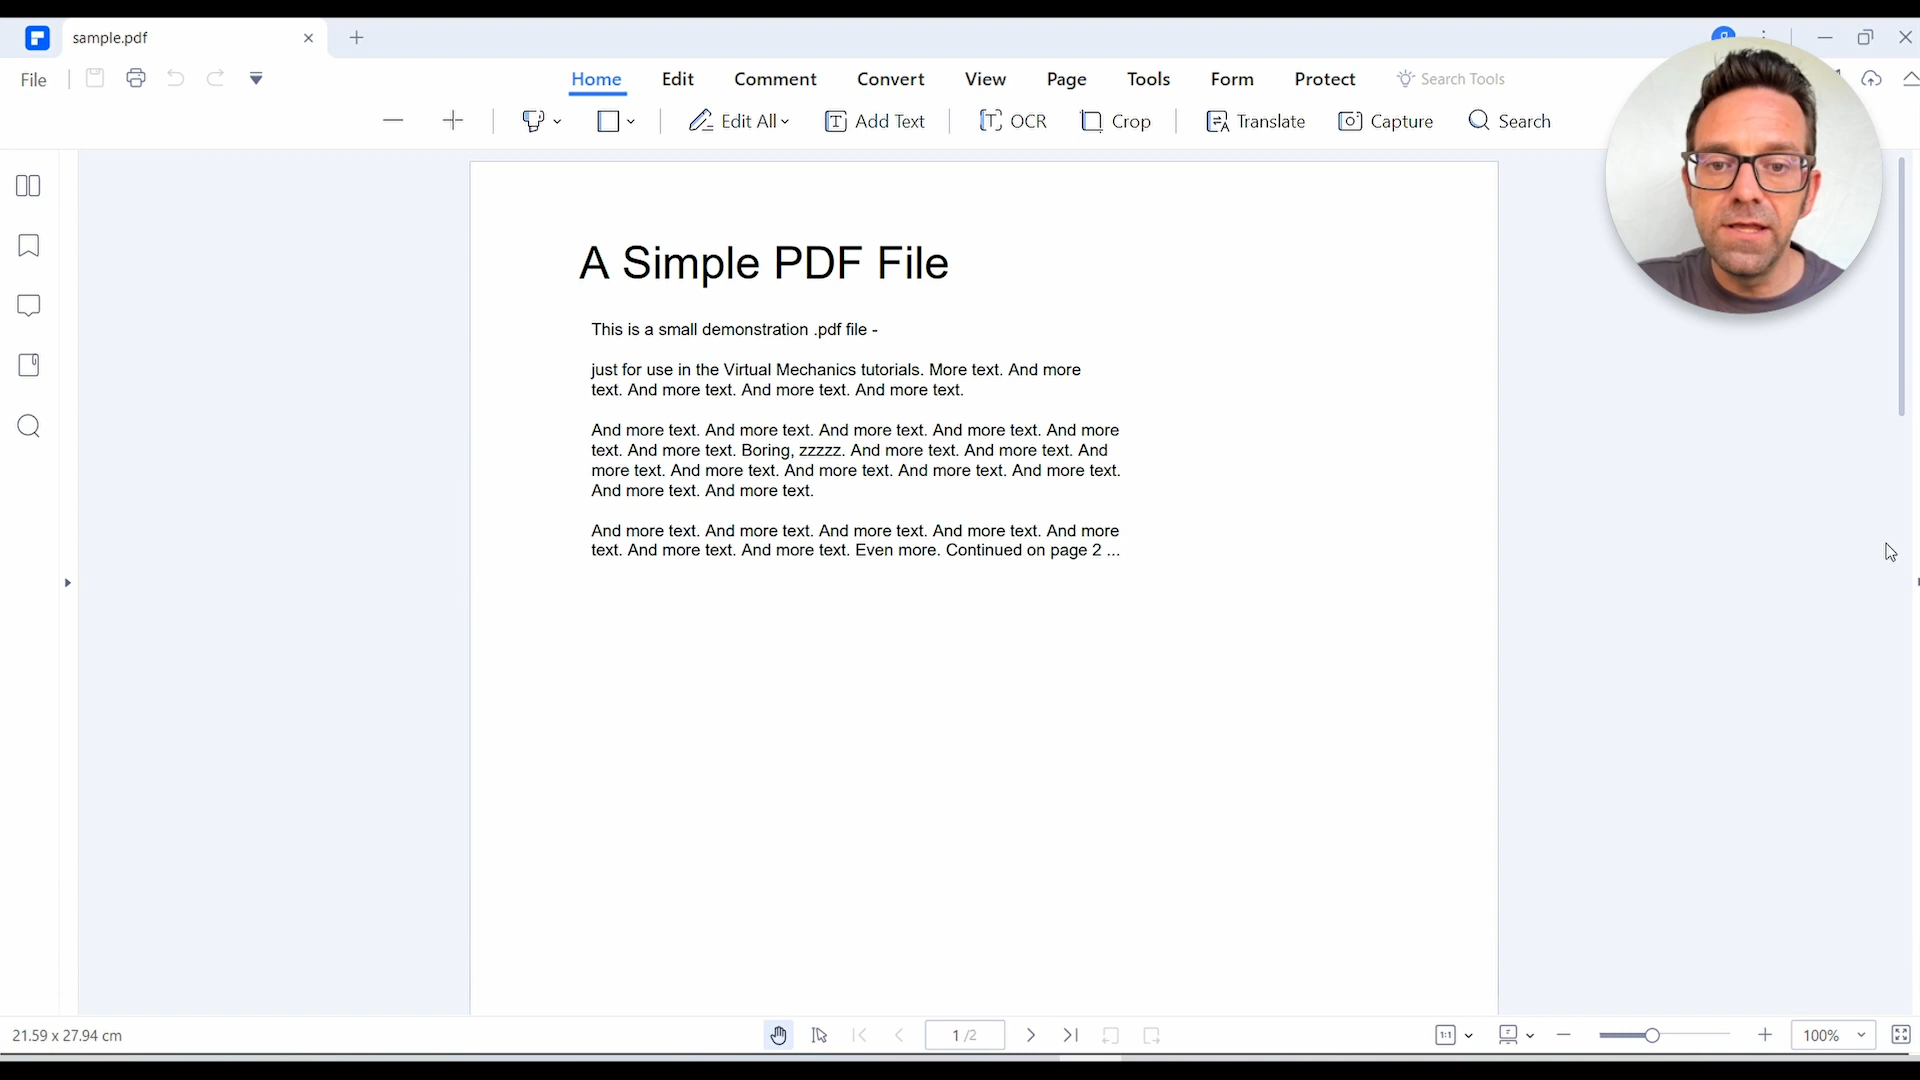 sample.pdf
File
Home Edit Comment Convert View Page Tools Form Protect Search Tools
Edit All Add Text OCR Crop Translate Capture Search
A Simple PDF File
This is a small demonstration .pdf file -
just for use in the Virtual Mechanics tutorials. More text. And more
text. And more text. And more text. And more text.
And more text. And more text. And more text. And more text. And more
text. And more text. Boring, zzzzz. And more text. And more text. And
more text. And more text. And more text. And more text. And more text.
And more text. And more text.
And more text. And more text. And more text. And more text. And more
text. And more text. And more text. Even more. Continued on page 2 ...
21.59 x 27.94 cm
1 /2
1:1
100%